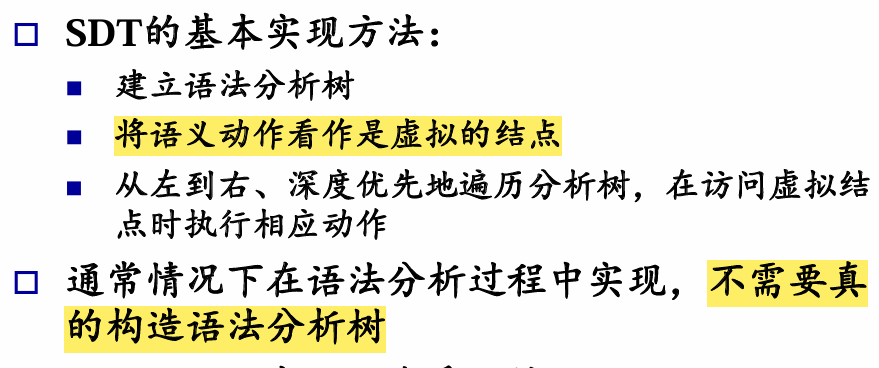 SDT的基本实现方法：
建立语法分析树
将语义动作看作是虚拟的结点
从左到右、深度优先地遍历分析树，在访问虚拟结
点时执行相应动作
通常情况下在语法分析过程中实现，不需要真
的构造语法分析树